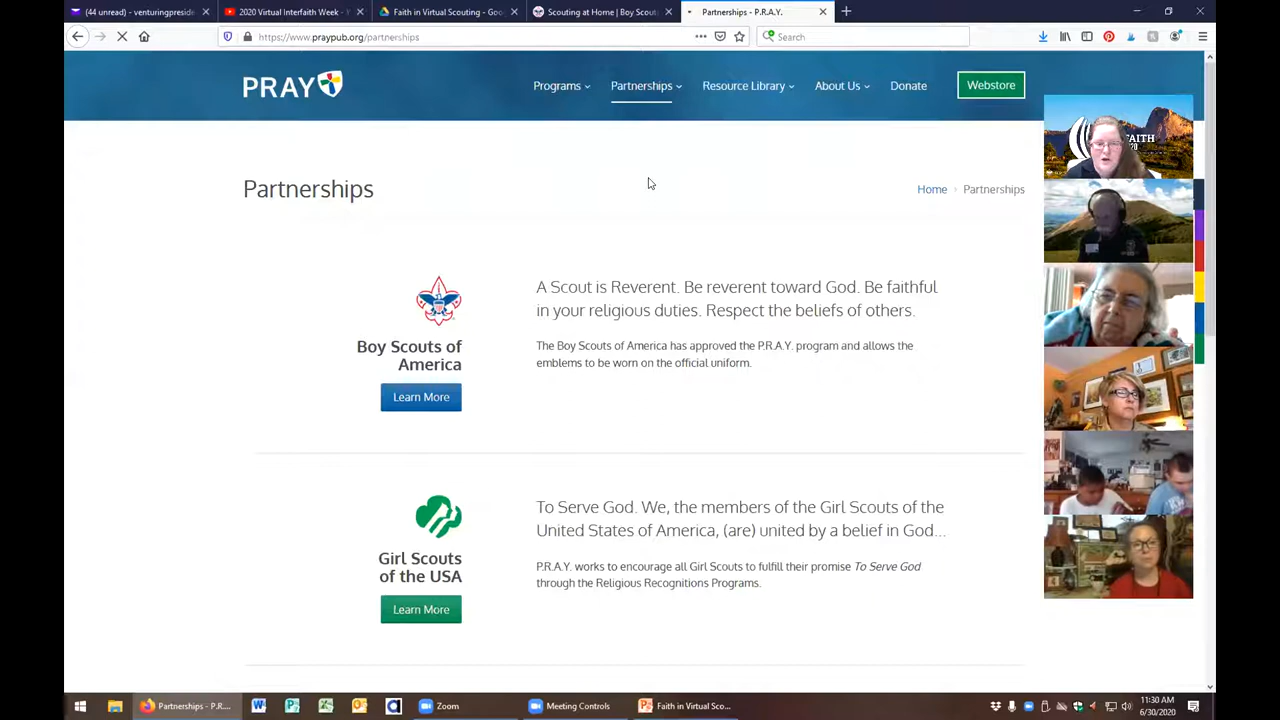 (44 unread) - venturingpreside
2020 Virtual Interfaith Week -
Faith in Virtual Scouting - Goo
Scouting at Home | Boy Scouts
Partnerships - P.R.A.Y.
https://www.praypub.org/partnerships
Search
PRAY
Programs
Partnerships
Resource Library
About Us
Donate
Webstore
FAITH
Partnerships
Home › Partnerships
A Scout is Reverent. Be reverent toward God. Be faithful
in your religious duties. Respect the beliefs of others.
Boy Scouts of
America
The Boy Scouts of America has approved the P.R.A.Y. program and allows the
emblems to be worn on the official uniform.
Learn More
To Serve God. We, the members of the Girl Scouts of the
United States of America, (are) united by a belief in God...
Girl Scouts
of the USA
P.R.A.Y. works to encourage all Girl Scouts to fulfill their promise To Serve God
through the Religious Recognitions Programs.
Learn More
Partnerships - P.R...
Zoom
Meeting Controls
Faith in Virtual Sco...
11:30 AM
6/30/2020